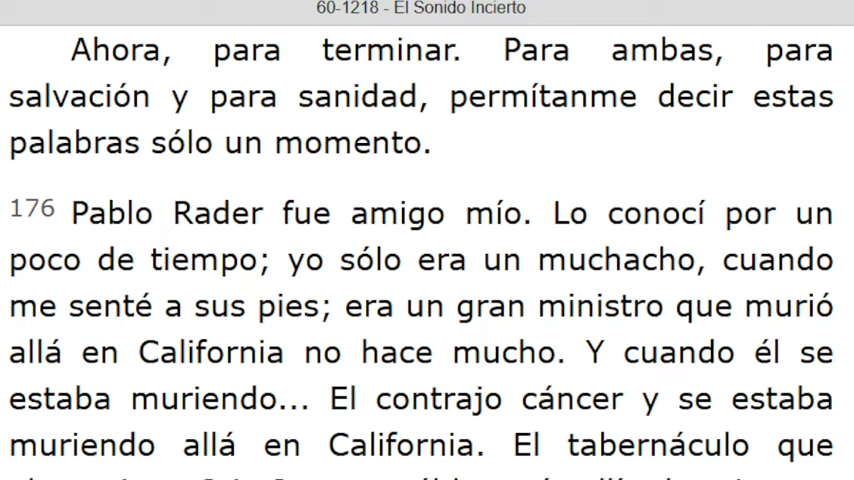 60-1218 - El Sonido Incierto
Ahora, para terminar. Para ambas, para
salvación y para sanidad, permítanme decir estas
palabras sólo un momento.
176 Pablo Rader fue amigo mío. Lo conocí por un
poco de tiempo; yo sólo era un muchacho, cuando
me senté a sus pies; era un gran ministro que murió
allá en California no hace mucho. Y cuando él se
estaba muriendo... El contrajo cáncer y se estaba
muriendo allá en California. El tabernáculo que